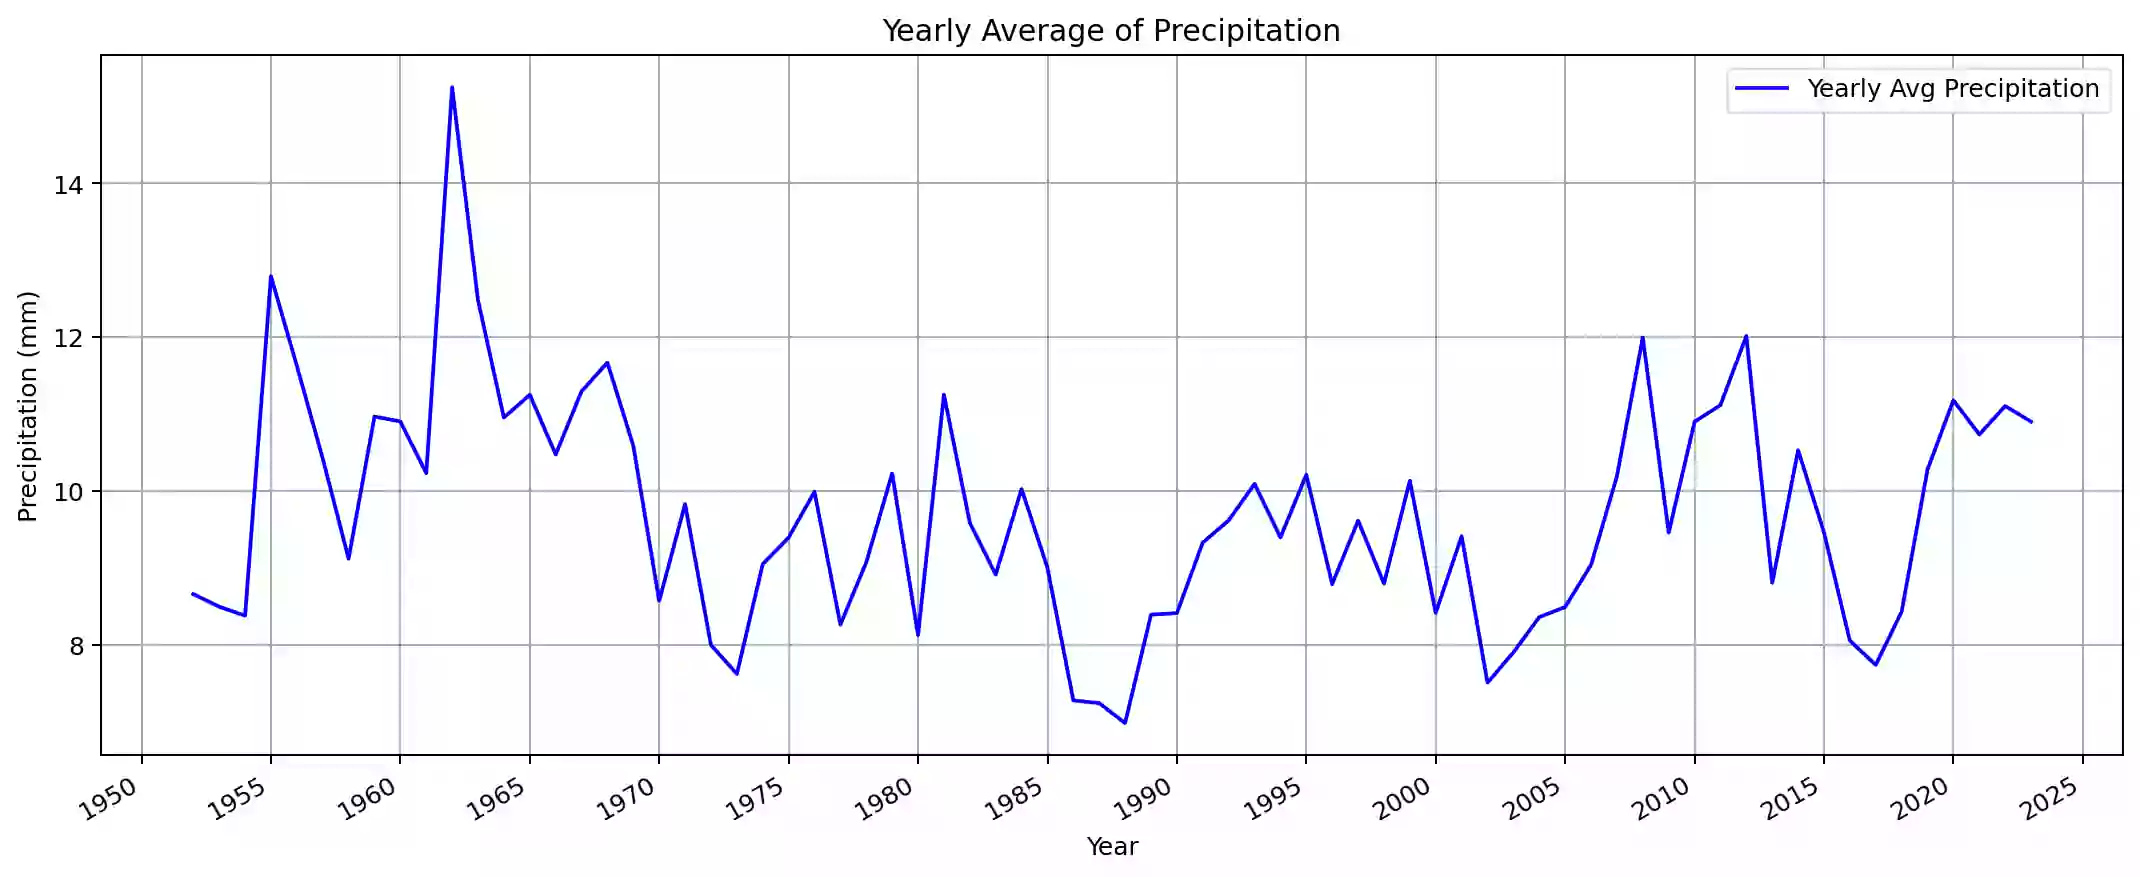 Yearly Average of Precipitation
Yearly Avg Precipitation
Precipitation (mm)
14
12
10
8
1950 1955 1960 1965 1970 1975 1980 1985 1990 1995 2000 2005 2010 2015 2020 2025
Year